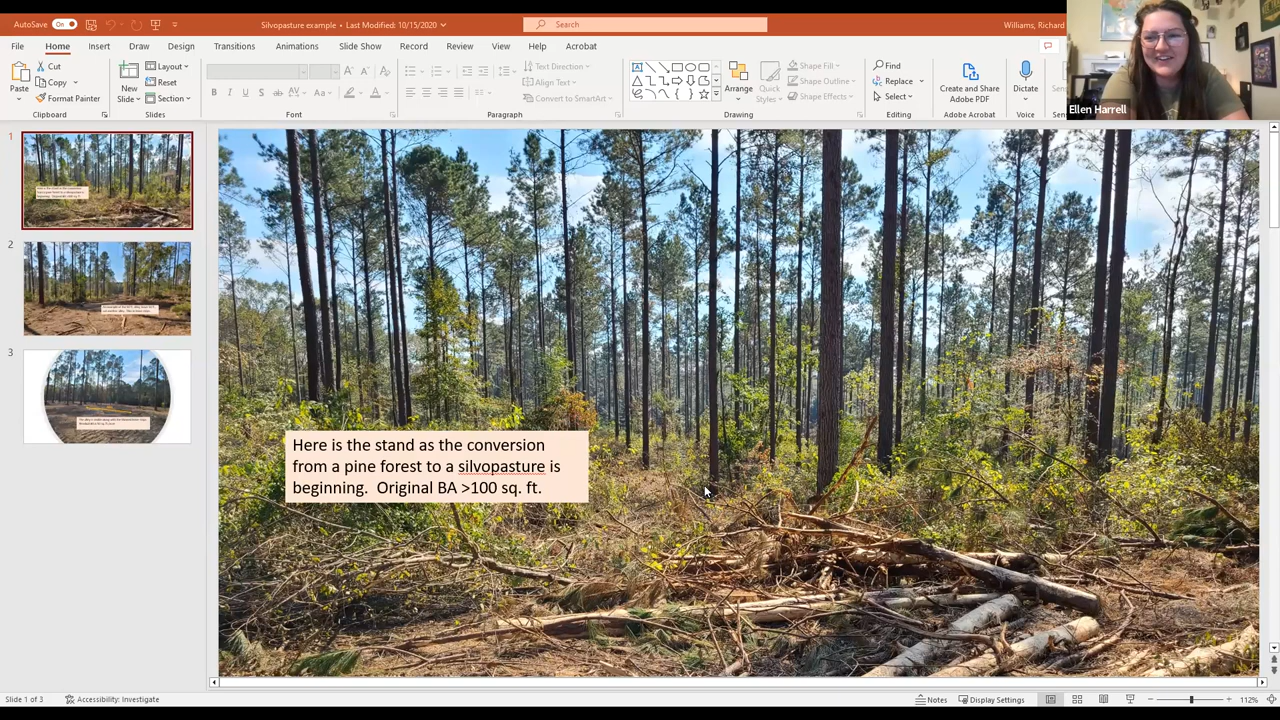 AutoSave On
Silvopasture example • Last Modified: 10/15/2020
Search
Williams, Richard
File Home Insert Draw Design Transitions Animations Slide Show Record Review View Help Acrobat
Paste
Cut
Copy
Format Painter
Clipboard
New Slide
Layout
Reset
Section
Slides
Font
Text Direction
Align Text
Convert to SmartArt
Paragraph
Arrange
Quick Styles
Shape Fill
Shape Outline
Shape Effects
Drawing
Find
Replace
Select
Editing
Create and Share Adobe PDF
Adobe Acrobat
Dictate
Voice
Ellen Harrell
1
2
3
Here is the stand as the conversion
from a pine forest to a silvopasture is
beginning. Original BA >100 sq. ft.
Slide 1 of 3
Accessibility: Investigate
Notes
Display Settings
112%